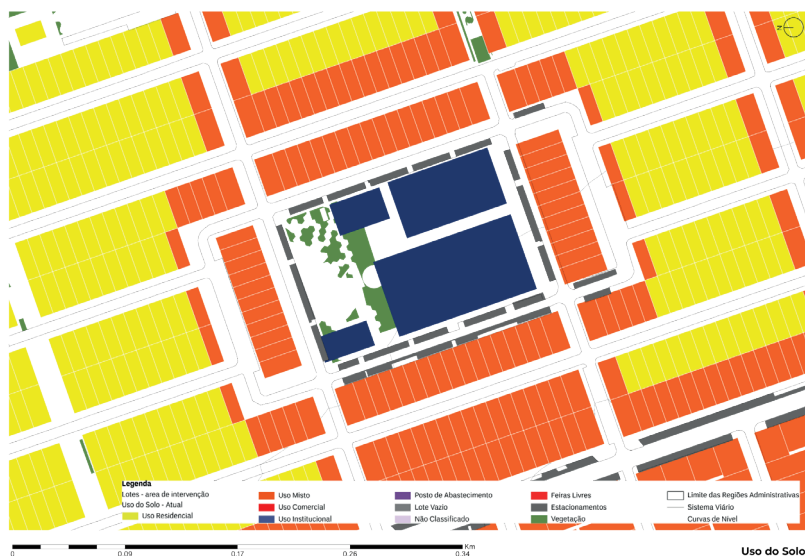 N
Legenda
Lotes - area de intervenção
Uso do Solo - Atual
Uso Residencial
Uso Misto
Uso Comercial
Uso Institucional
Posto de Abastecimento
Lote Vazio
Não Classificado
Feiras Livres
Estacionamentos
Vegetação
Limite das Regiões Administrativas
Sistema Viário
Curvas de Nível
0 0.09 0.17 0.26 0.34 Km
Uso do Solo